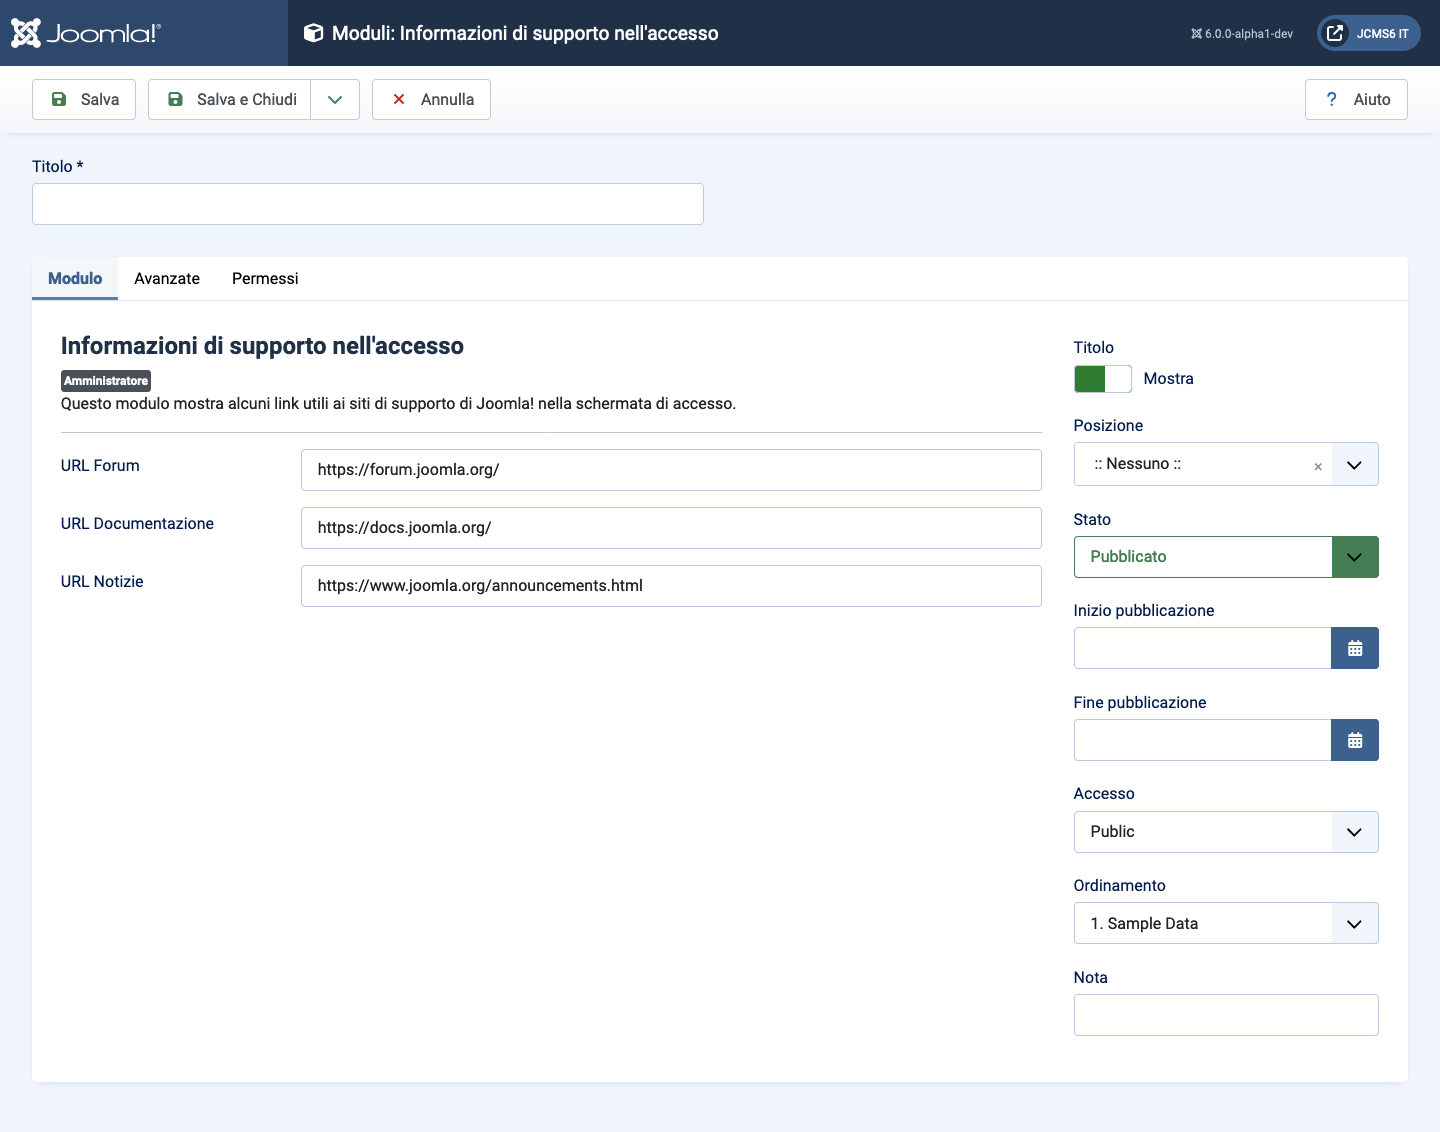 Joomla!®
Moduli: Informazioni di supporto nell'accesso
6.0.0-alpha1-dev
JCMS6 IT
Salva
Salva e Chiudi
Annulla
? Aiuto
Titolo *
Modulo
Avanzate
Permessi
Informazioni di supporto nell'accesso
Amministratore
Questo modulo mostra alcuni link utili ai siti di supporto di Joomla! nella schermata di accesso.
URL Forum
https://forum.joomla.org/
URL Documentazione
https://docs.joomla.org/
URL Notizie
https://www.joomla.org/announcements.html
Titolo
Mostra
Posizione
:: Nessuno ::
×
Stato
Pubblicato
Inizio pubblicazione
Fine pubblicazione
Accesso
Public
Ordinamento
1. Sample Data
Nota